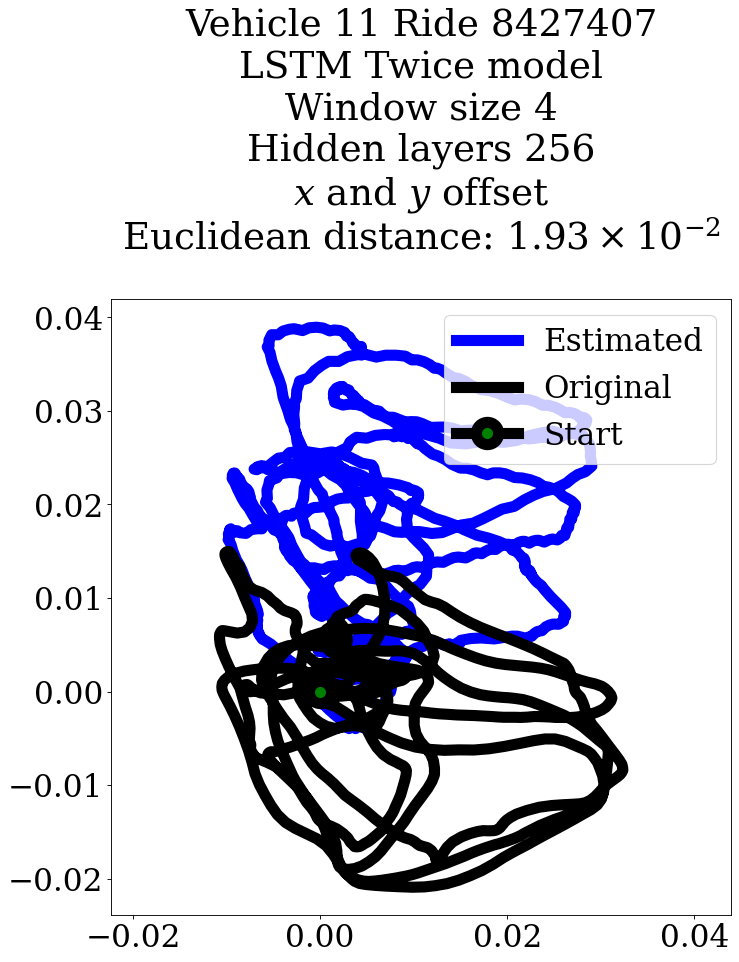 Vehicle 11 Ride 8427407
LSTM Twice model
Window size 4
Hidden layers 256
x and y offset
Euclidean distance: 1.93 × 10⁻²
0.04
0.03
0.02
0.01
0.00
−0.01
−0.02
Estimated
Original
Start
−0.02
0.00
0.02
0.04